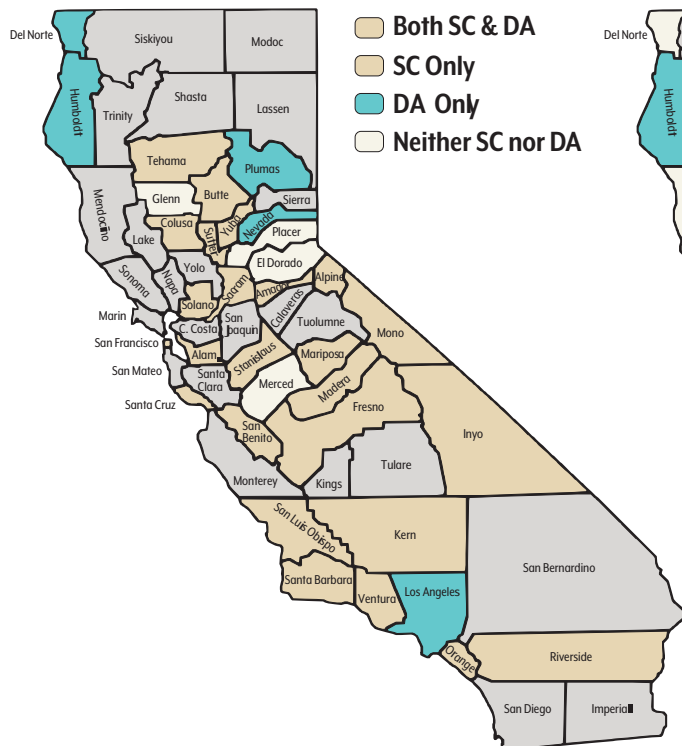 Both SC & DA
SC Only
DA Only
Neither SC nor DA
Del Norte
Siskiyou
Modoc
Humboldt
Trinity
Shasta
Lassen
Tehama
Plumas
Mendocino
Glenn
Butte
Sierra
Colusa
Yuba
Nevada
Sutter
Placer
Lake
El Dorado
Yolo
Sonoma
Napa
Sacram
Amador
Alpine
Solano
Calaveras
Marin
C. Costa
San
Joaquin
Tuolumne
Mono
San Francisco
Alam
Stanislaus
Mariposa
San Mateo
Santa
Clara
Merced
Madera
Santa Cruz
Fresno
San
Benito
Inyo
Monterey
Kings
Tulare
San Luis Obispo
Kern
San Bernardino
Santa Barbara
Ventura
Los Angeles
Orange
Riverside
San Diego
Imperial
Del Norte
Humboldt